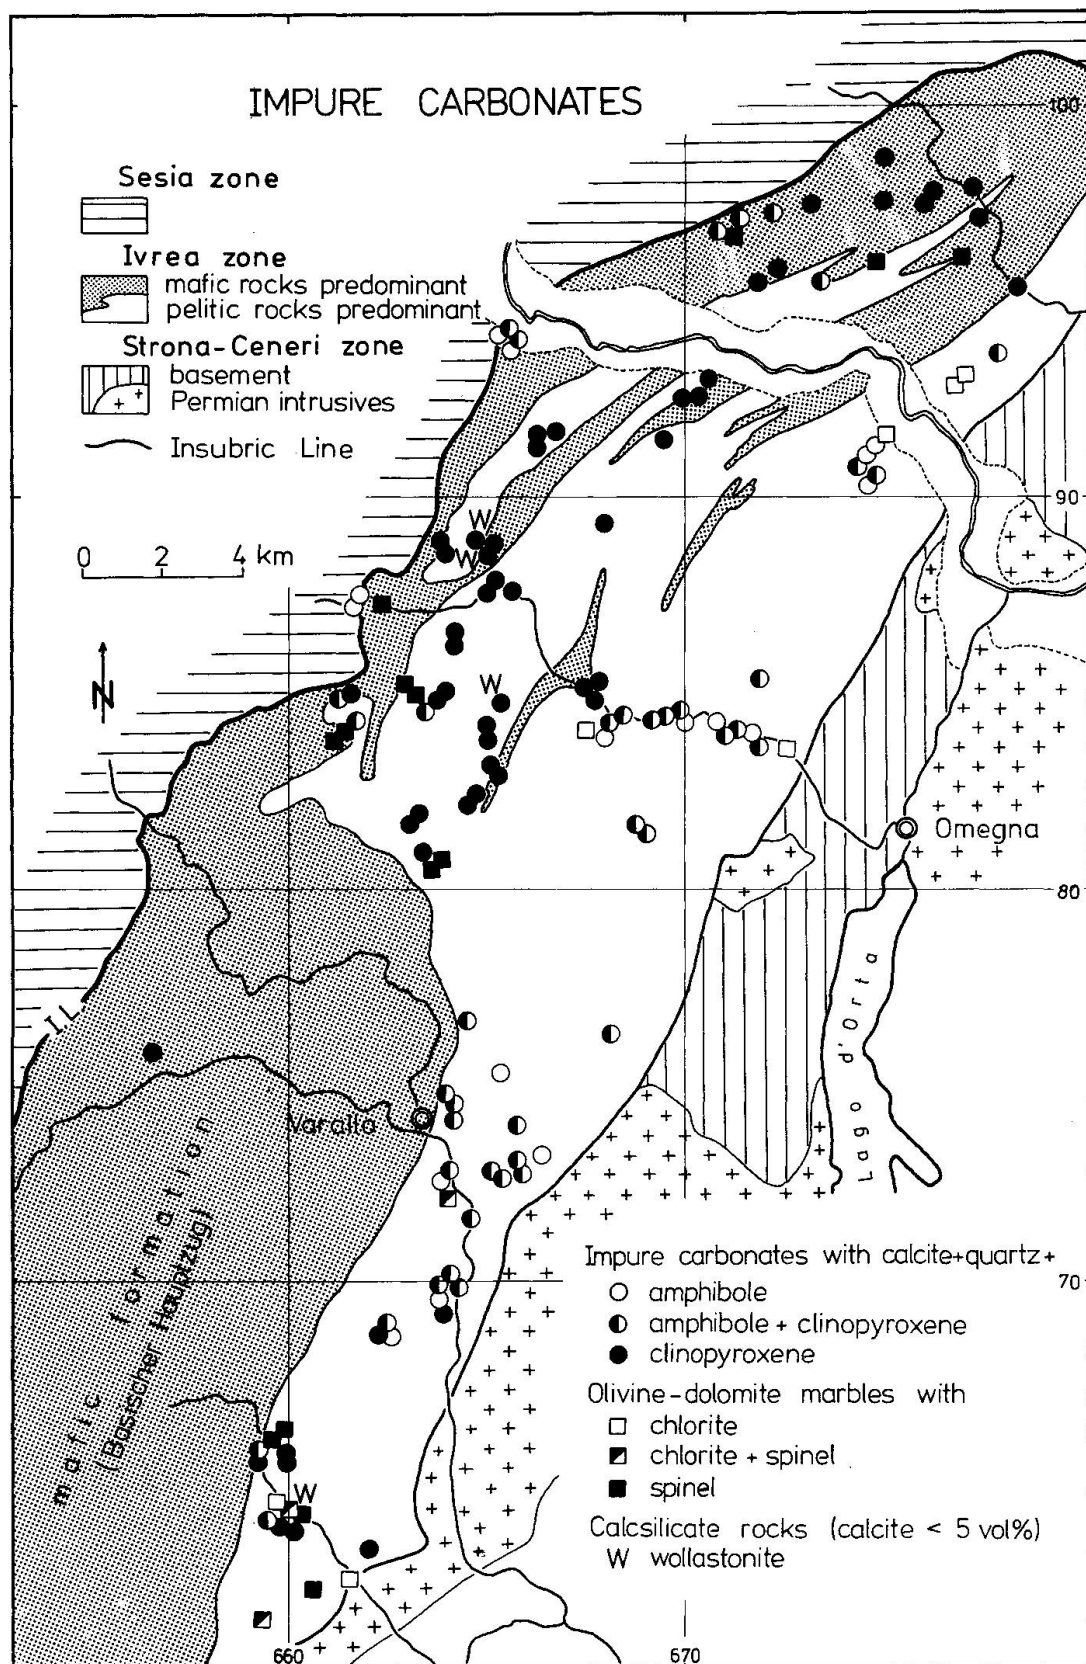 IMPURE CARBONATES
100
Sesia zone
Ivrea zone
mafic rocks predominant
pelitic rocks predominant
Strona-Ceneri zone
basement
Permian intrusives
Insubric Line
90
W
0 2 4 km
W
N
W
Omegna
80
IL
Lago d'Orta
Varallo
mafic formation
(Basischer Hauptzug)
Impure carbonates with calcite+quartz+
70
amphibole
amphibole + clinopyroxene
clinopyroxene
Olivine-dolomite marbles with
chlorite
chlorite + spinel
spinel
W
Calcsilicate rocks (calcite < 5 vol%)
W wollastonite
660
670